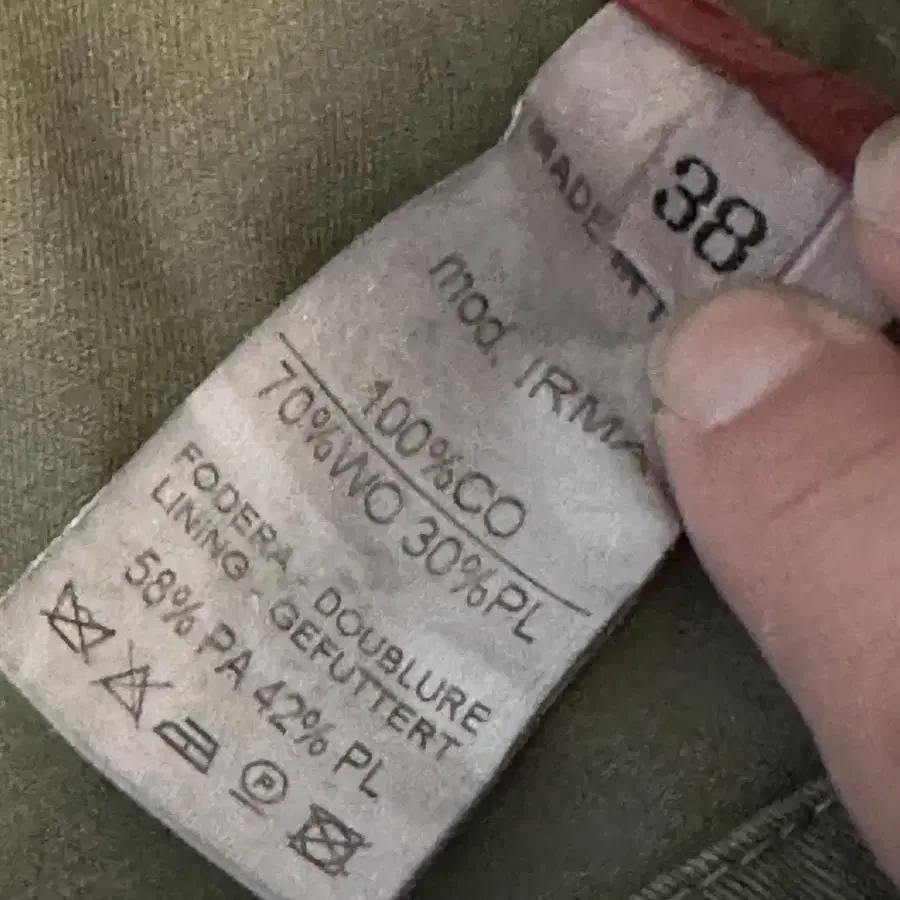 38
MADE
mod. IRMA
100%CO
70%WO 30%PL
FODERA - DOUBLURE
LINING - GEFUTTERT
58% PA 42% PL
P